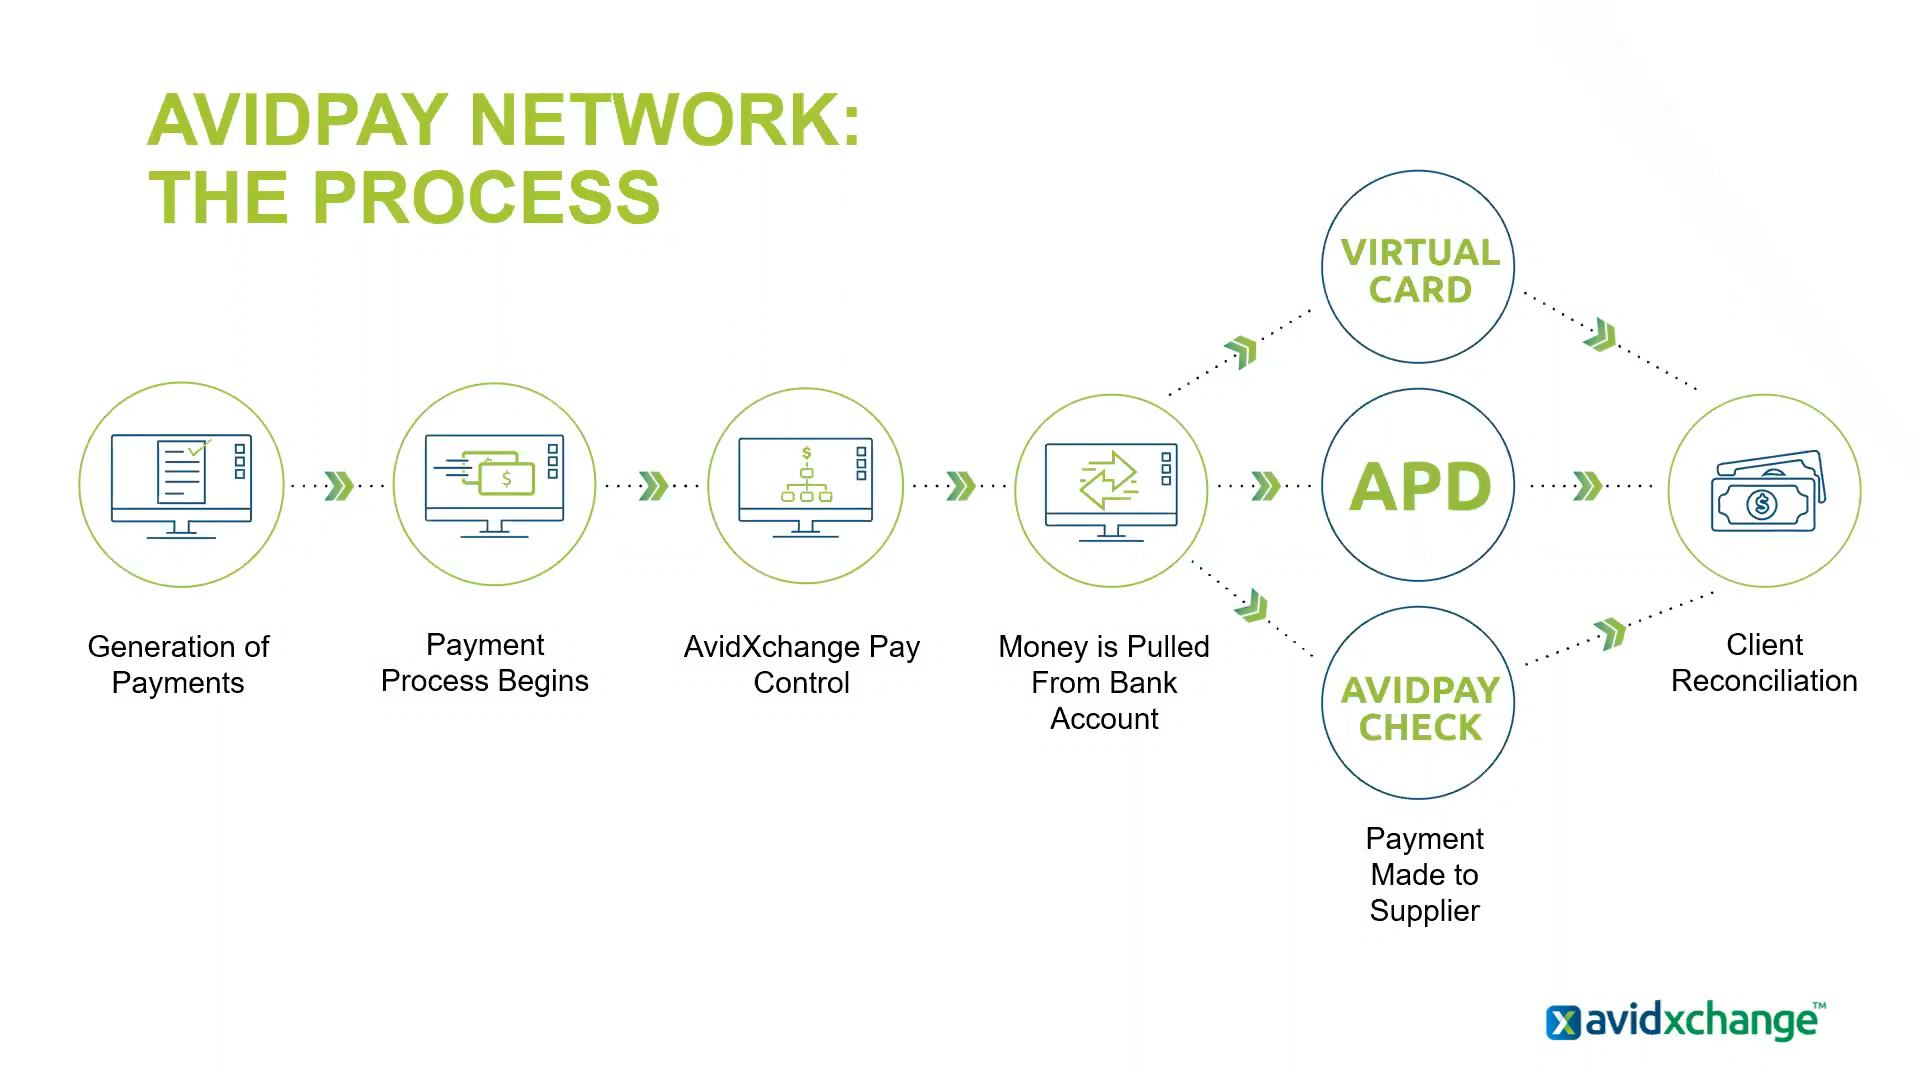 AVIDPAY NETWORK:
THE PROCESS
Generation of
Payments
Payment
Process Begins
$
AvidXchange Pay
Control
$
Money is Pulled
From Bank
Account
VIRTUAL
CARD
APD
AVIDPAY
CHECK
Payment
Made to
Supplier
$
Client
Reconciliation
x avidxchange™